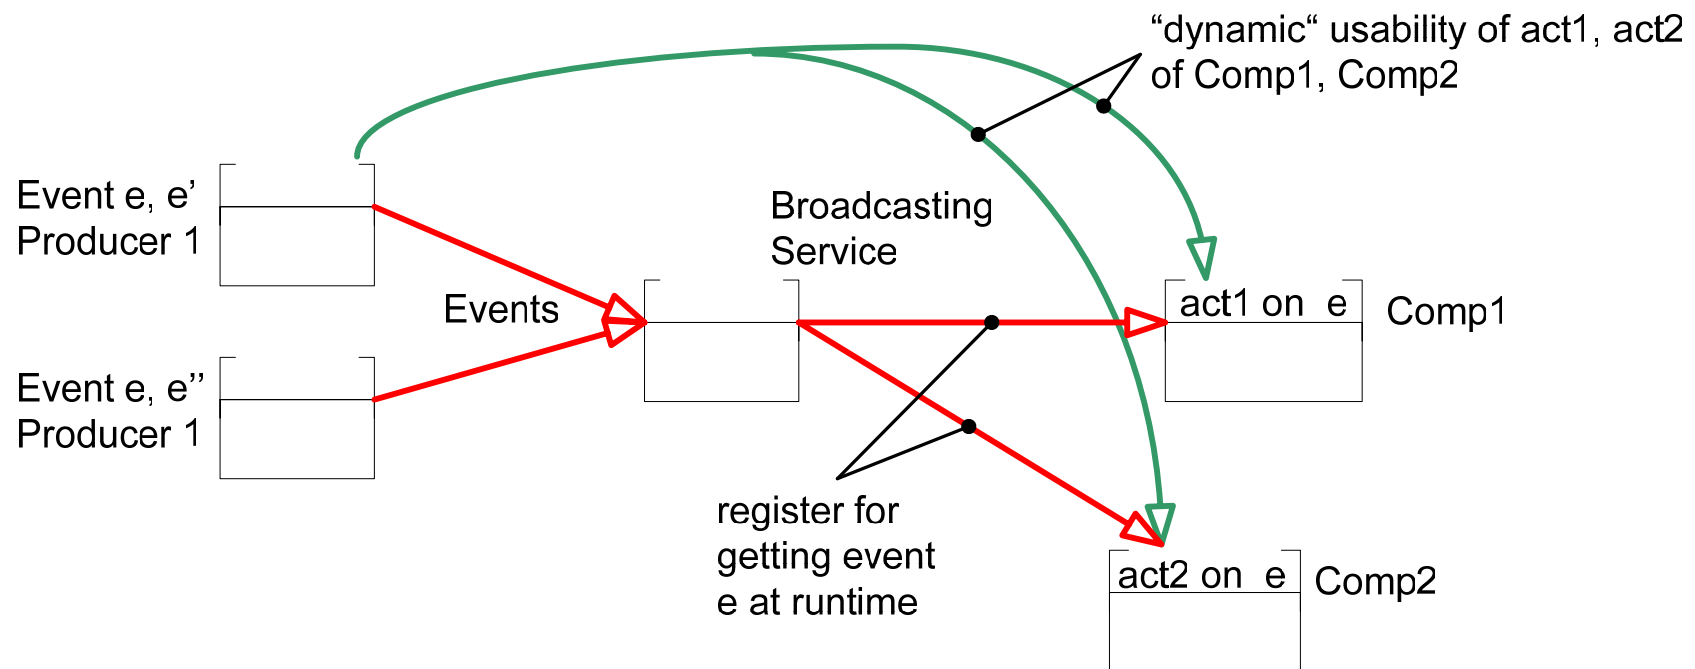 “dynamic“ usability of act1, act2
of Comp1, Comp2
Event e, e’
Producer 1
Broadcasting
Service
Events
act1 on e
Comp1
Event e, e’’
Producer 1
register for
getting event
e at runtime
act2 on e
Comp2